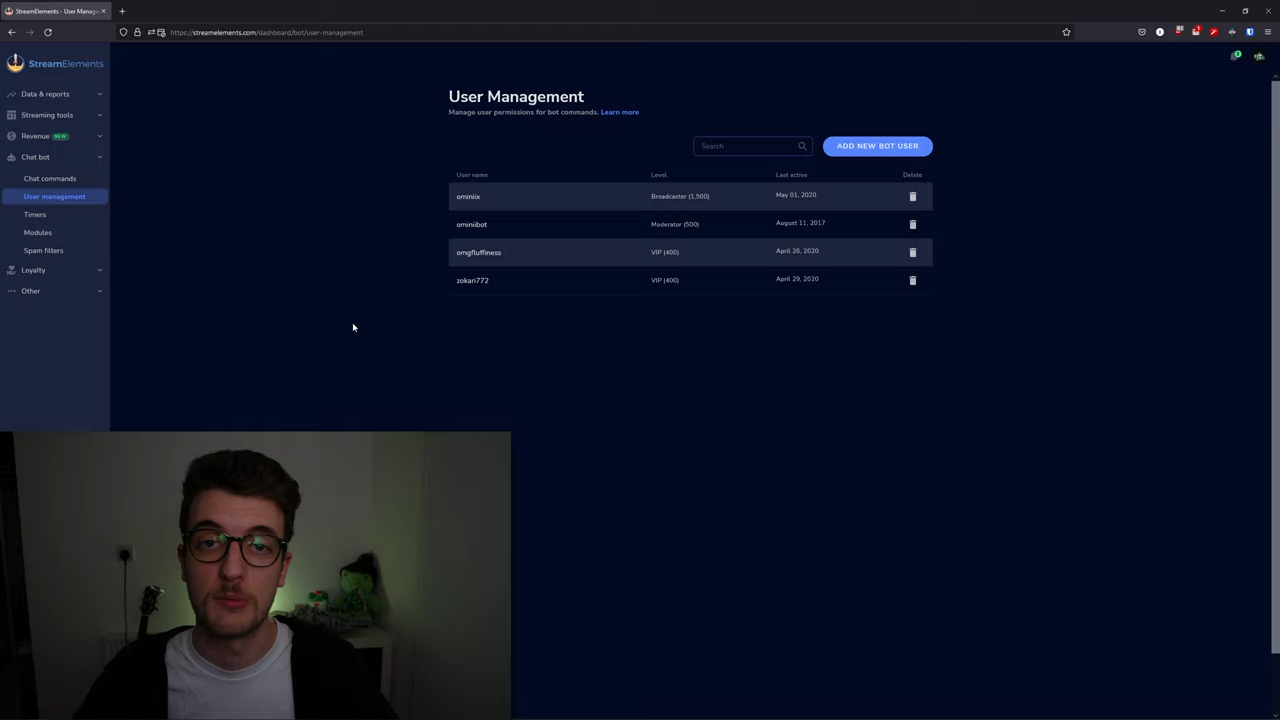 StreamElements - User Manage
https://streamelements.com/dashboard/bot/user-management
StreamElements
Data & reports
Streaming tools
Revenue NEW
Chat bot
Chat commands
User management
Timers
Modules
Spam filters
Loyalty
Other
User Management
Manage user permissions for bot commands. Learn more
Search
ADD NEW BOT USER
User name Level Last active Delete
ominiix Broadcaster (1,500) May 01, 2020
ominiibot Moderator (500) August 11, 2017
omgfluffiness VIP (400) April 26, 2020
zokari772 VIP (400) April 29, 2020